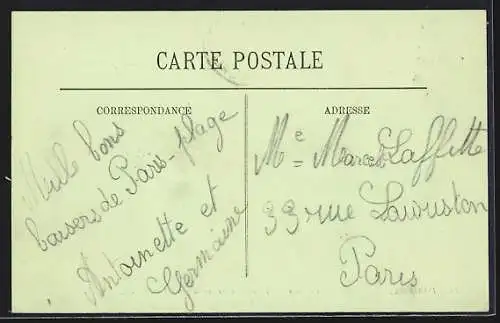 CARTE POSTALE
CORRESPONDANCE
Mille bons
baisers de Paris-plage
Antoinette et
Germaine
ADRESSE
Me Marcel Laffitte
33 rue Lauriston
Paris